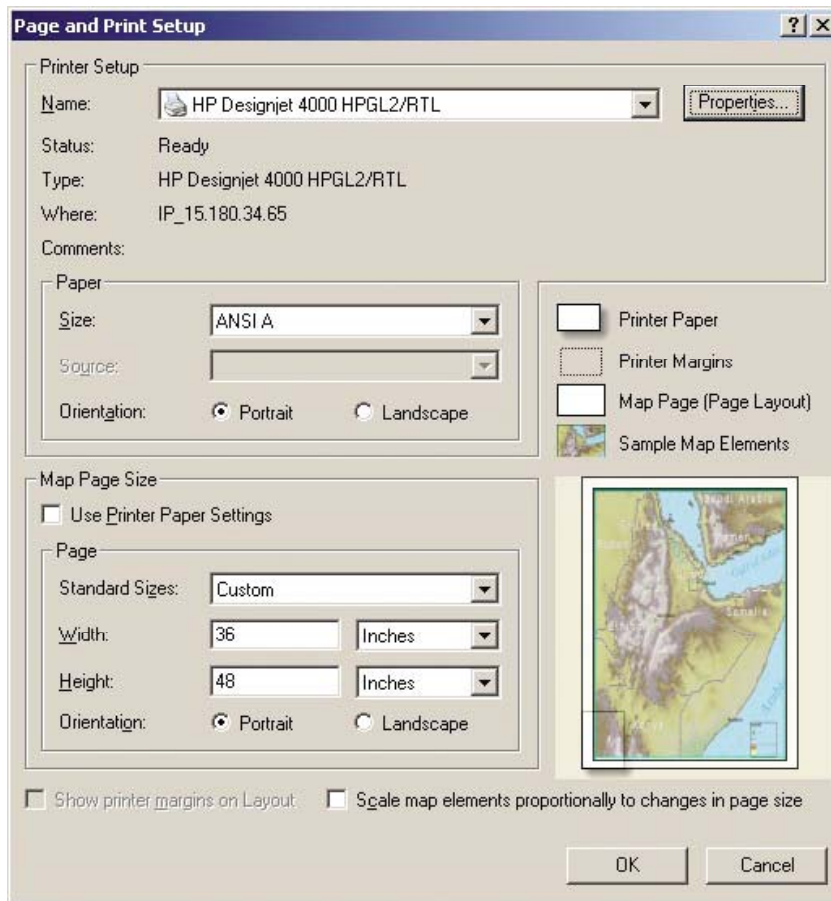 Page and Print Setup
Printer Setup
Name:
HP Designjet 4000 HPGL2/RTL
Properties...
Status:
Ready
Type:
HP Designjet 4000 HPGL2/RTL
Where:
IP_15.180.34.65
Comments:
Paper
Size:
ANSI A
Source:
Orientation:
Portrait
Landscape
Printer Paper
Printer Margins
Map Page (Page Layout)
Sample Map Elements
Map Page Size
Use Printer Paper Settings
Page
Standard Sizes:
Custom
Width:
36
Inches
Height:
48
Inches
Orientation:
Portrait
Landscape
Saudi Arabia
Yemen
Somalia
Show printer margins on Layout
Scale map elements proportionally to changes in page size
OK
Cancel